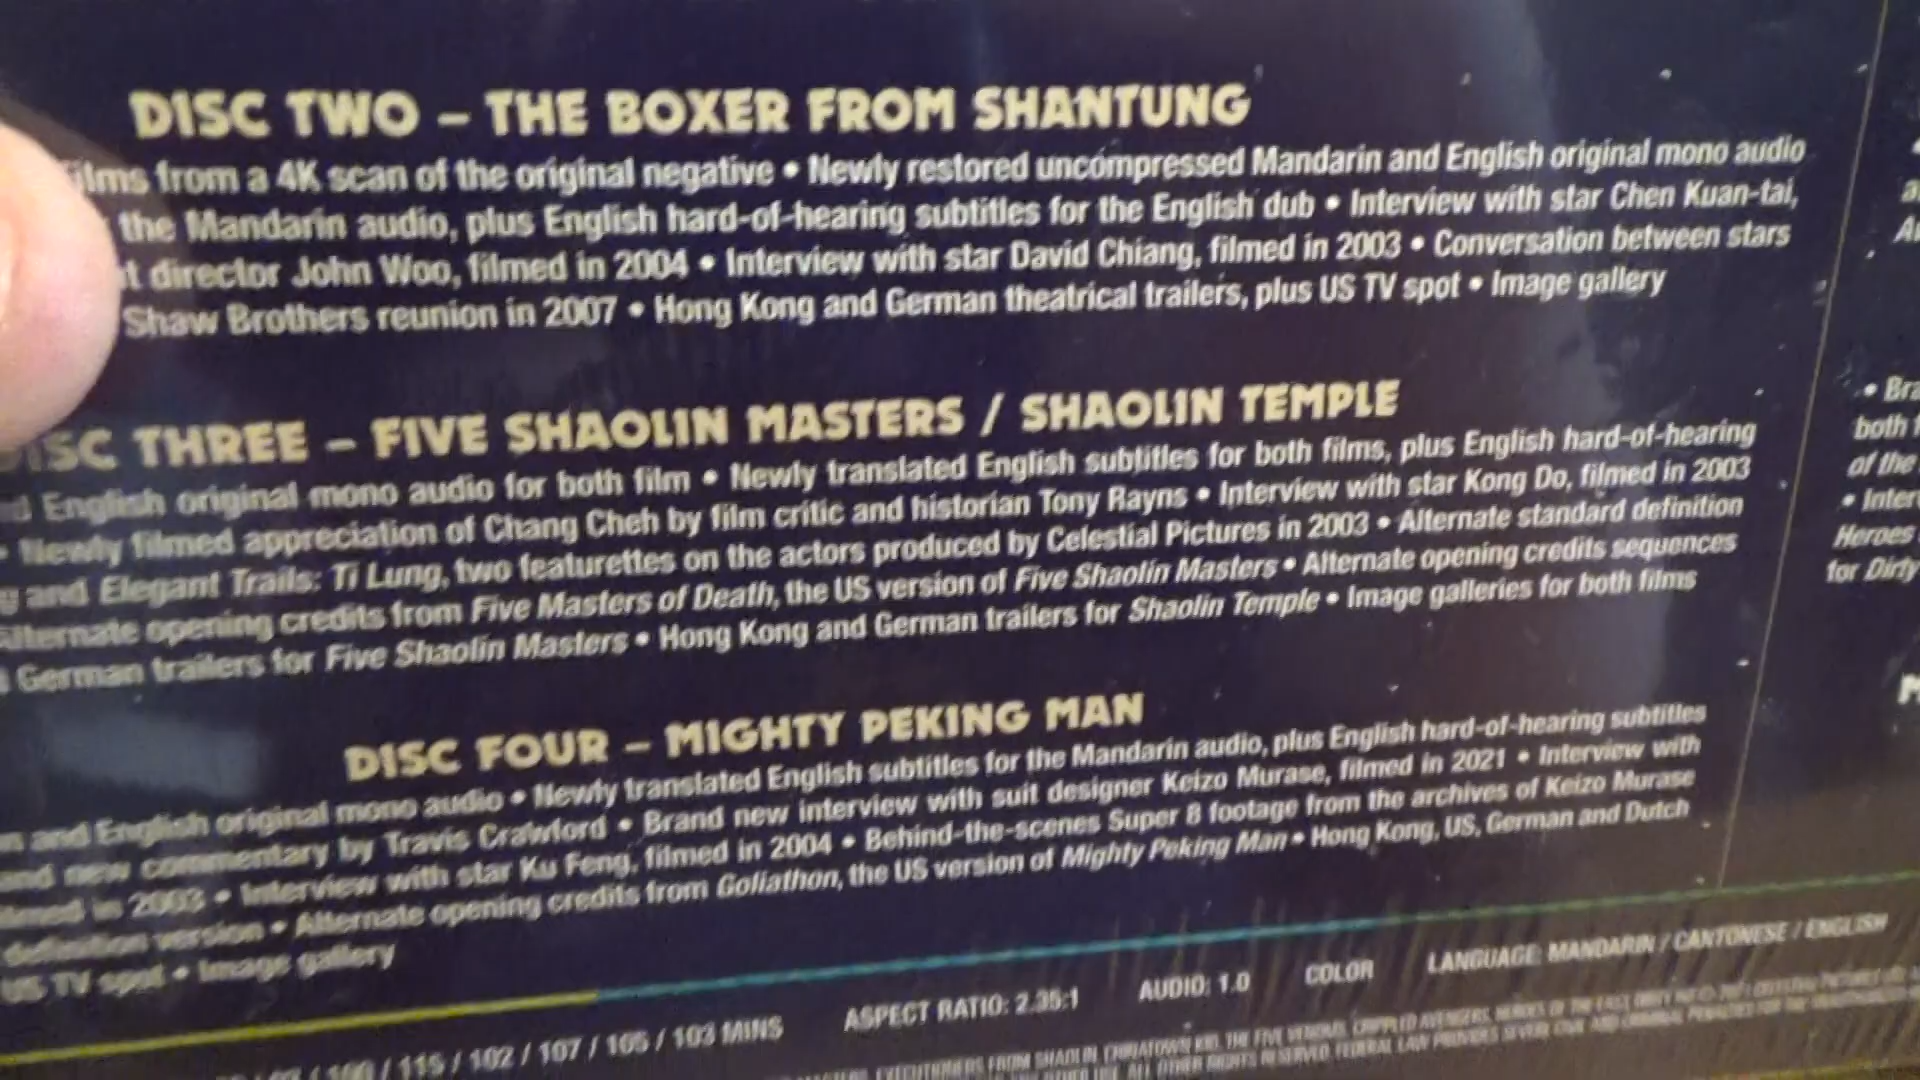 DISC TWO – THE BOXER FROM SHANTUNG
films from a 4K scan of the original negative • Newly restored uncompressed Mandarin and English original mono audio
the Mandarin audio, plus English hard-of-hearing subtitles for the English dub • Interview with star Chen Kuan-tai,
director John Woo, filmed in 2004 • Interview with star David Chiang, filmed in 2003 • Conversation between stars
Shaw Brothers reunion in 2007 • Hong Kong and German theatrical trailers, plus US TV spot • Image gallery
DISC THREE – FIVE SHAOLIN MASTERS / SHAOLIN TEMPLE
English original mono audio for both film • Newly translated English subtitles for both films, plus English hard-of-hearing
• Newly filmed appreciation of Chang Cheh by film critic and historian Tony Rayns • Interview with star Kong Do, filmed in 2003
and Elegant Trails: Ti Lung, two featurettes on the actors produced by Celestial Pictures in 2003 • Alternate standard definition
Alternate opening credits from Five Masters of Death, the US version of Five Shaolin Masters • Alternate opening credits sequences
German trailers for Five Shaolin Masters • Hong Kong and German trailers for Shaolin Temple • Image galleries for both films
DISC FOUR – MIGHTY PEKING MAN
and English original mono audio • Newly translated English subtitles for the Mandarin audio, plus English hard-of-hearing subtitles
new commentary by Travis Crawford • Brand new interview with suit designer Keizo Murase, filmed in 2021 • Interview with
filmed in 2003 • Interview with star Ku Feng, filmed in 2004 • Behind-the-scenes Super 8 footage from the archives of Keizo Murase
definition version • Alternate opening credits from Goliathon, the US version of Mighty Peking Man • Hong Kong, US, German and Dutch
US TV spot • Image gallery
/ 115 / 102 / 107 / 105 / 103 MINS ASPECT RATIO: 2.35:1 AUDIO: 1.0 COLOR LANGUAGE: MANDARIN / CANTONESE / ENGLISH
• Bra
both f
of the
• Inter
Heroes
for Dirty